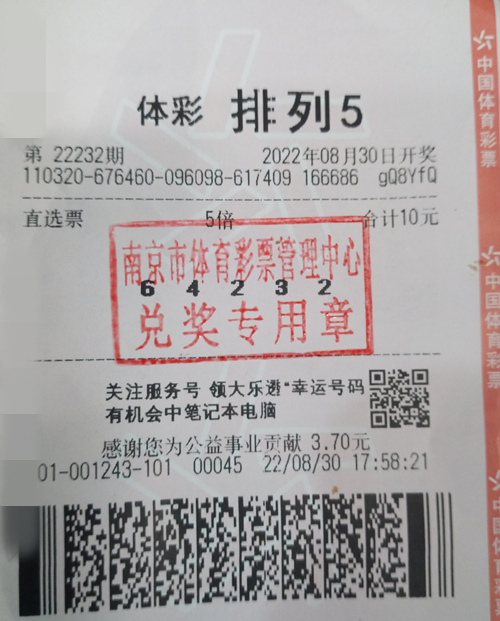 体彩 排列5
第 22232期 2022年08月30日开奖
110320-676460-096098-617409 166686 gQ8YfQ
直选票 5倍 合计10元
南京市体育彩票管理中心
6 4 2 3 2
兑奖专用章
关注服务号 领大乐透"幸运号码
有机会中笔记本电脑
感谢您为公益事业贡献 3.70元
01-001243-101 00045 22/08/30 17:58:21
中国体育彩票
中国体育彩票
中国体育彩